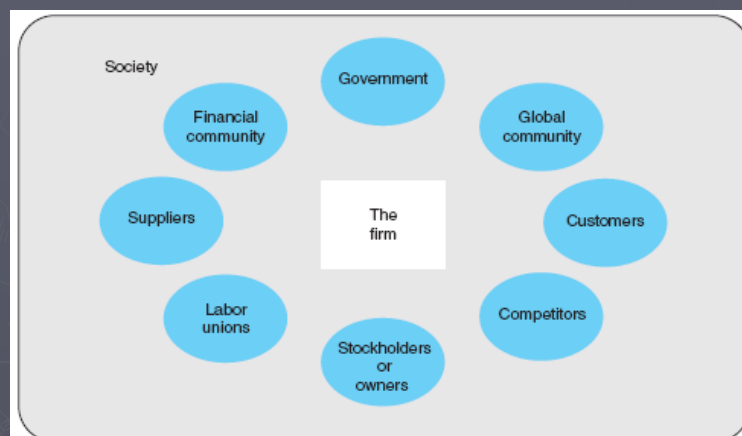 Society
Government
Financial
community
Global
community
Suppliers
The
firm
Customers
Labor
unions
Competitors
Stockholders
or
owners